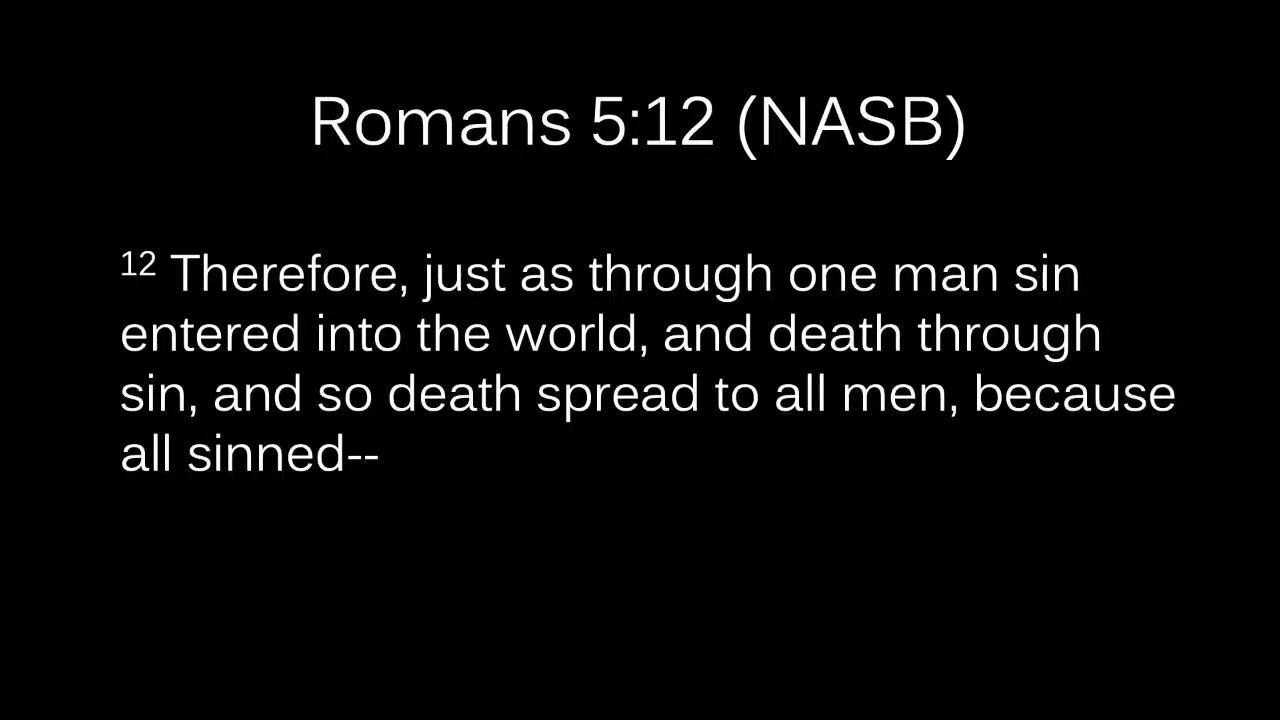 Romans 5:12 (NASB)
12 Therefore, just as through one man sin
entered into the world, and death through
sin, and so death spread to all men, because
all sinned--